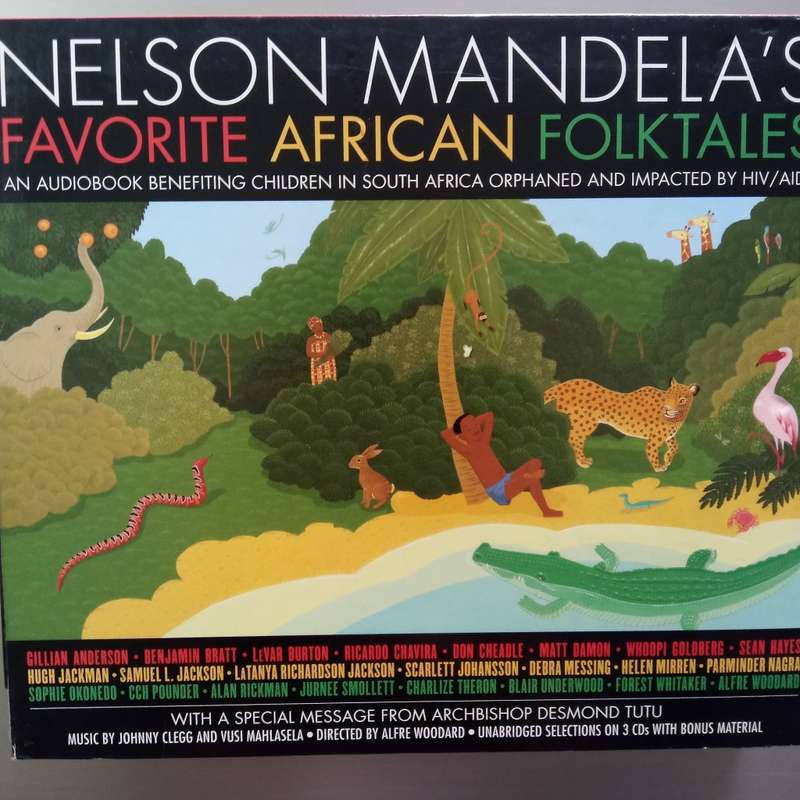 NELSON MANDELA'S
FAVORITE AFRICAN FOLKTALES
AN AUDIOBOOK BENEFITING CHILDREN IN SOUTH AFRICA ORPHANED AND IMPACTED BY HIV/AID
GILLIAN ANDERSON • BENJAMIN BRATT • LEVAR BURTON • RICARDO CHAVIRA • DON CHEADLE • MATT DAMON • WHOOPI GOLDBERG • SEAN HAYES
HUGH JACKMAN • SAMUEL L. JACKSON • LATANYA RICHARDSON JACKSON • SCARLETT JOHANSSON • DEBRA MESSING • HELEN MIRREN • PARMINDER NAGRA
SOPHIE OKONEDO • CCH POUNDER • ALAN RICKMAN • JURNEE SMOLLETT • CHARLIZE THERON • BLAIR UNDERWOOD • FOREST WHITAKER • ALFRE WOODARD
WITH A SPECIAL MESSAGE FROM ARCHBISHOP DESMOND TUTU
MUSIC BY JOHNNY CLEGG AND VUSI MAHLASELA • DIRECTED BY ALFRE WOODARD • UNABRIDGED SELECTIONS ON 3 CDs WITH BONUS MATERIAL